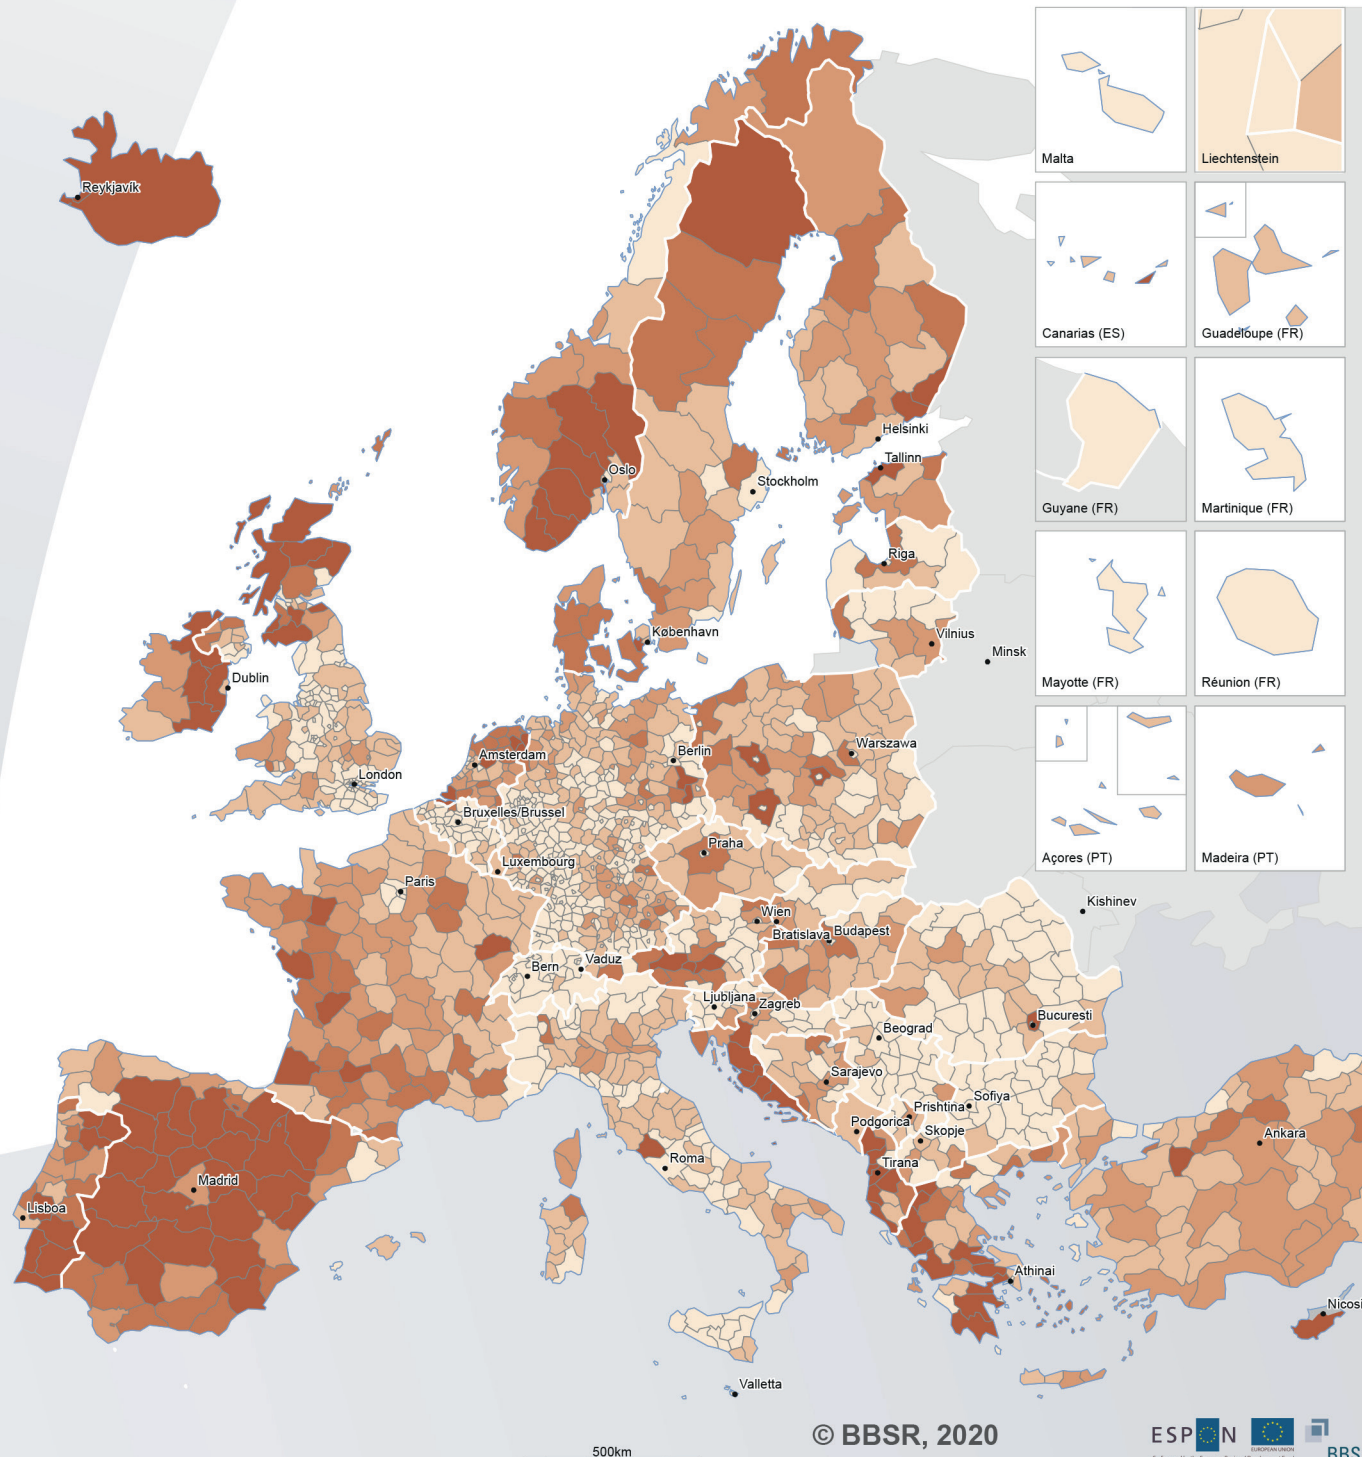 Malta
Liechtenstein
Reykjavík
Canarias (ES)
Guadeloupe (FR)
Helsinki
Tallinn
Oslo
Stockholm
Guyane (FR)
Martinique (FR)
Riga
København
Vilnius
Minsk
Dublin
Mayotte (FR)
Réunion (FR)
Amsterdam
Berlin
Warszawa
London
Bruxelles/Brussel
Praha
Luxembourg
Açores (PT)
Madeira (PT)
Paris
Kishinev
Wien
Bratislava
Budapest
Bern
Vaduz
Ljubljana
Zagreb
Bucuresti
Beograd
Sarajevo
Sofiya
Prishtina
Podgorica
Skopje
Ankara
Roma
Tirana
Madrid
Lisboa
Athinai
Nicosi
Valletta
© BBSR, 2020
ESPON
EUROPEAN UNION
BBS
500km